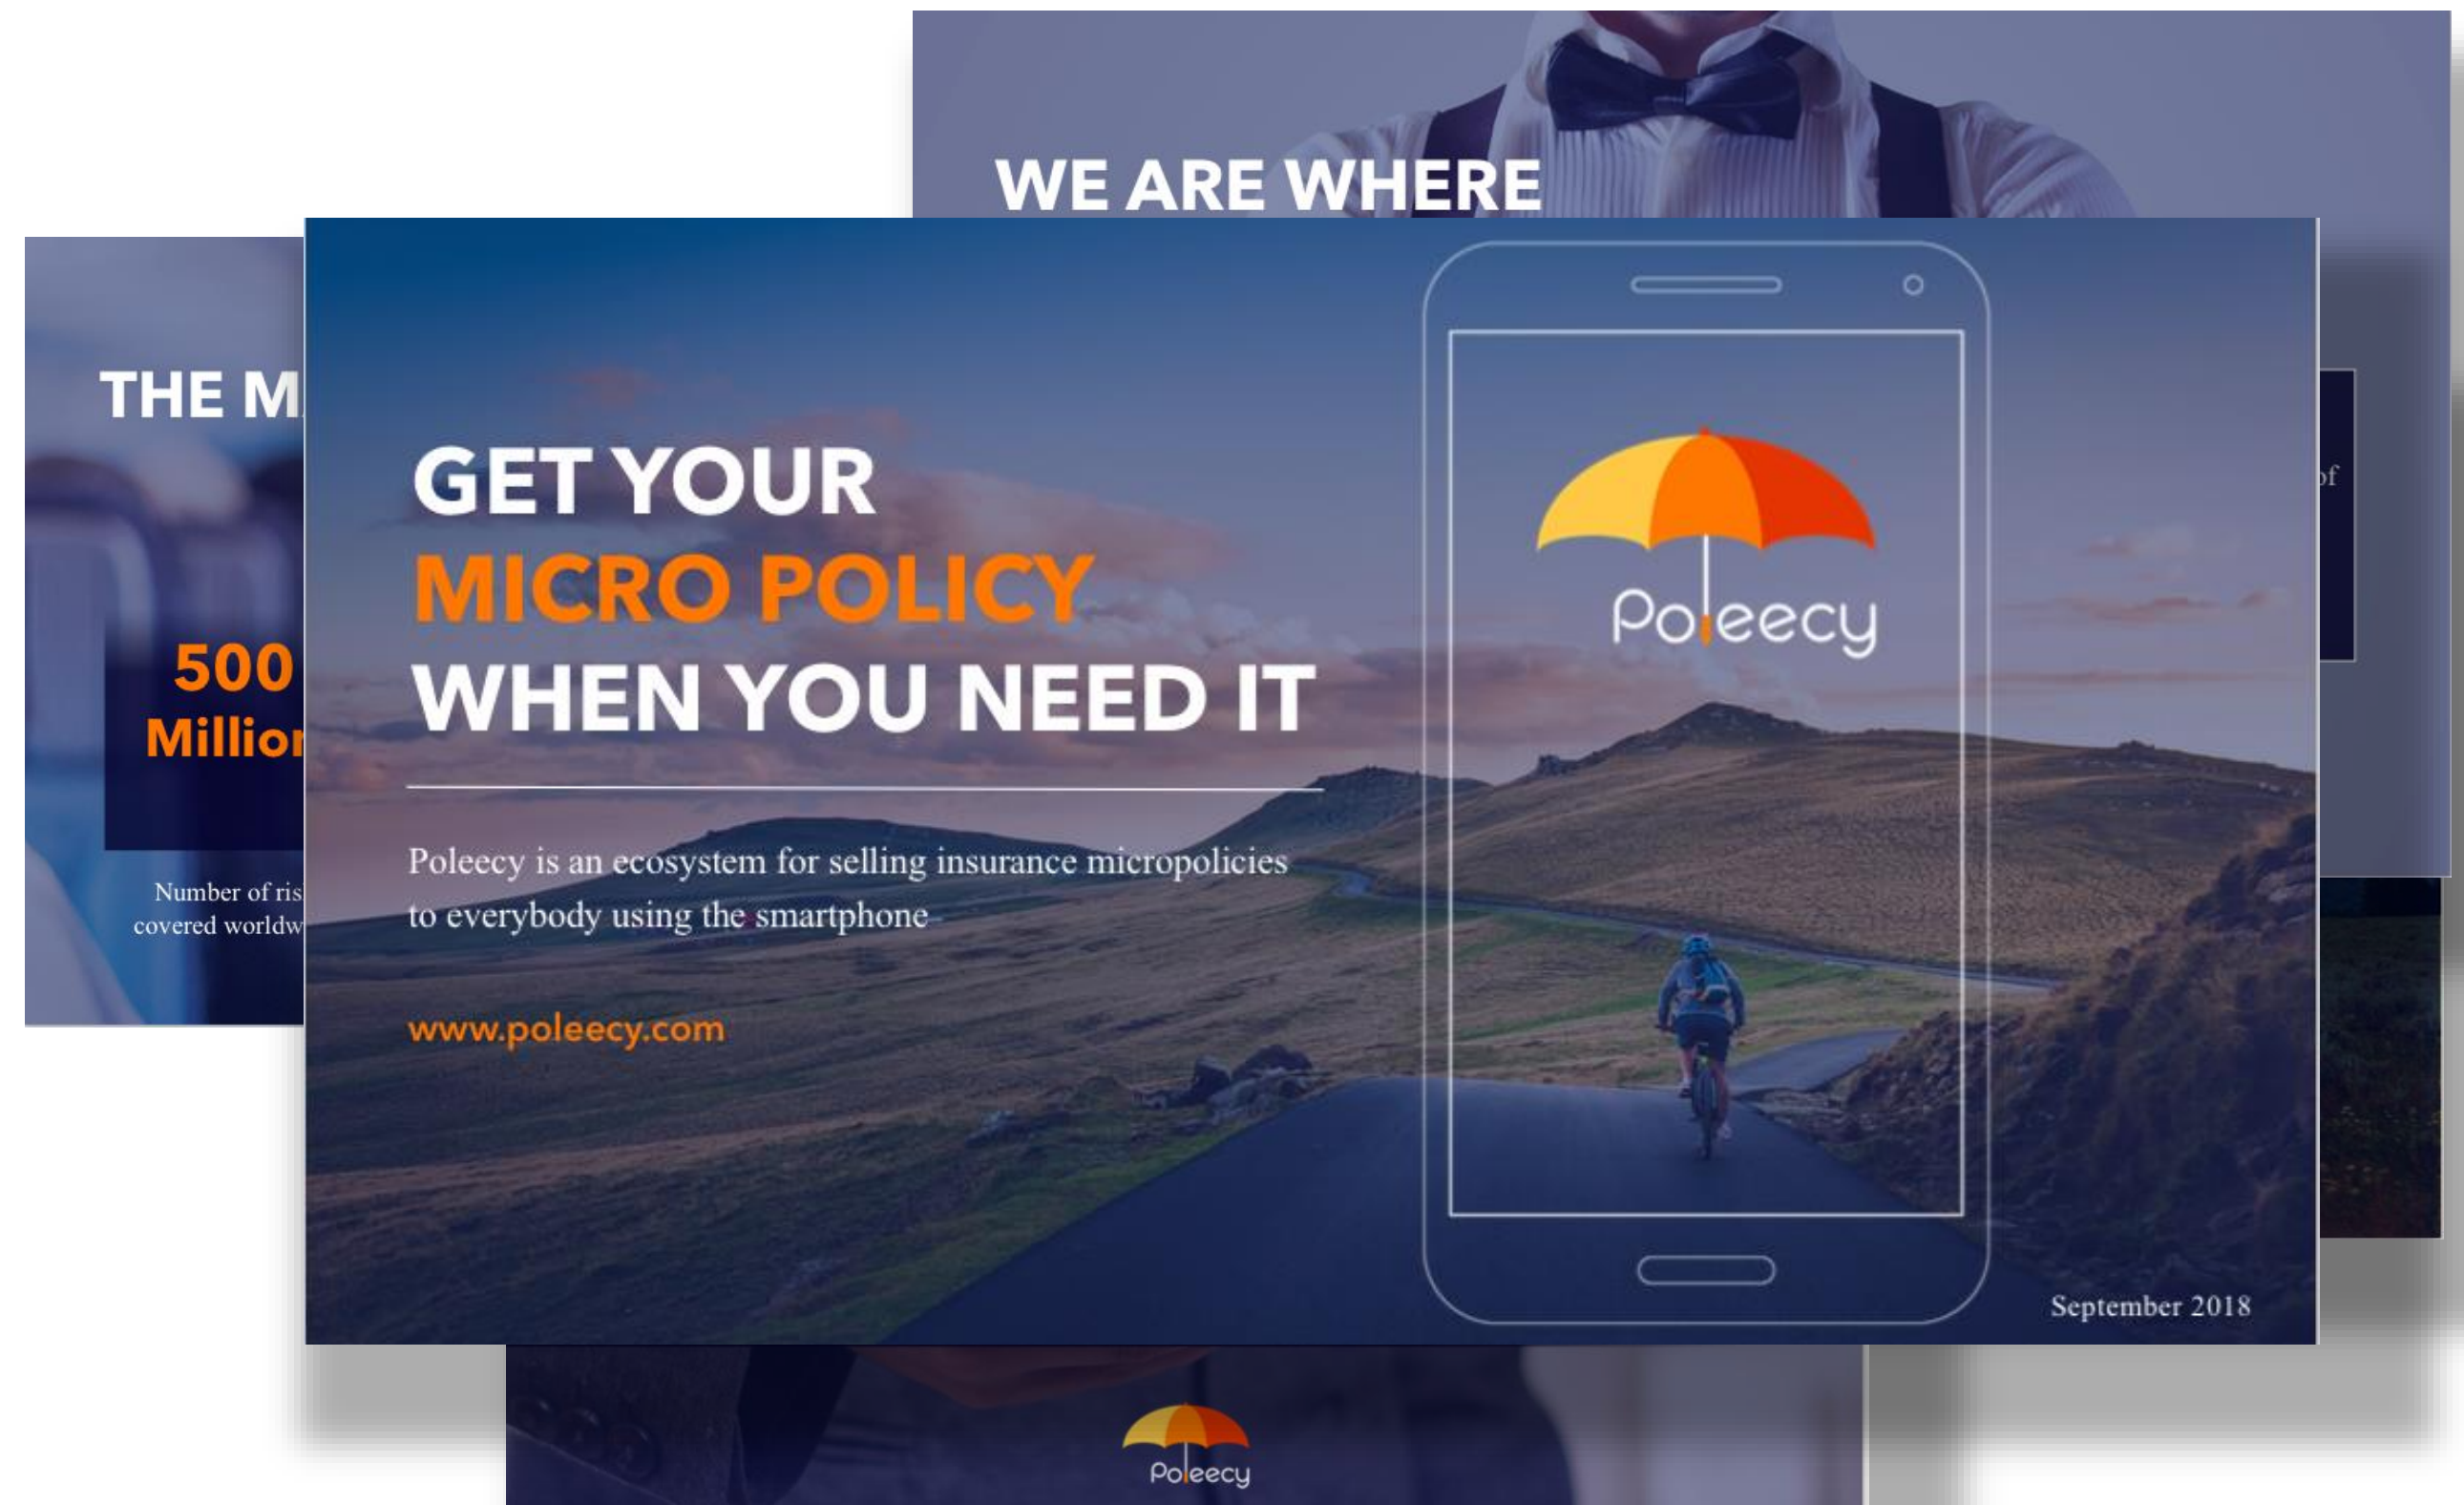 WE ARE WHERE
THE M
of
GET YOUR
MICRO POLICY
WHEN YOU NEED IT
Poleecy
500
Million
Number of ris
covered worldw
Poleecy is an ecosystem for selling insurance micropolicies
to everybody using the smartphone
www.poleecy.com
September 2018
Poleecy